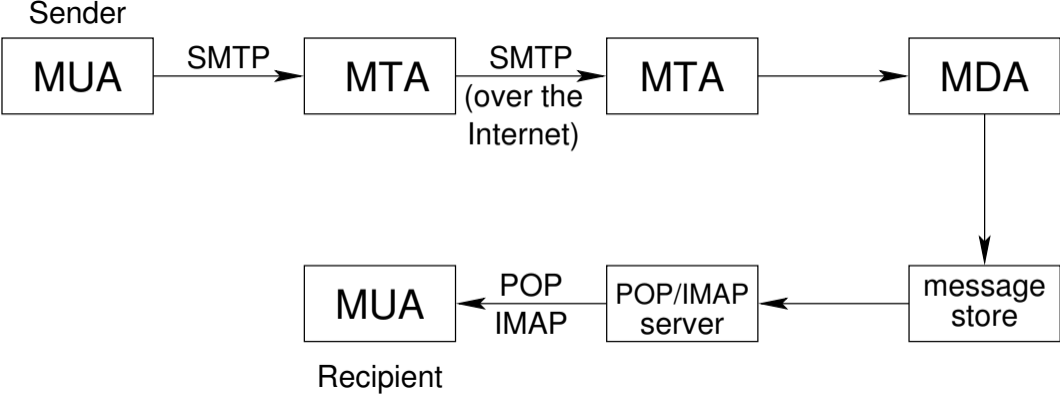 Sender
MUA
SMTP
MTA
SMTP
(over the
Internet)
MTA
MDA
MUA
POP
IMAP
POP/IMAP
server
message
store
Recipient